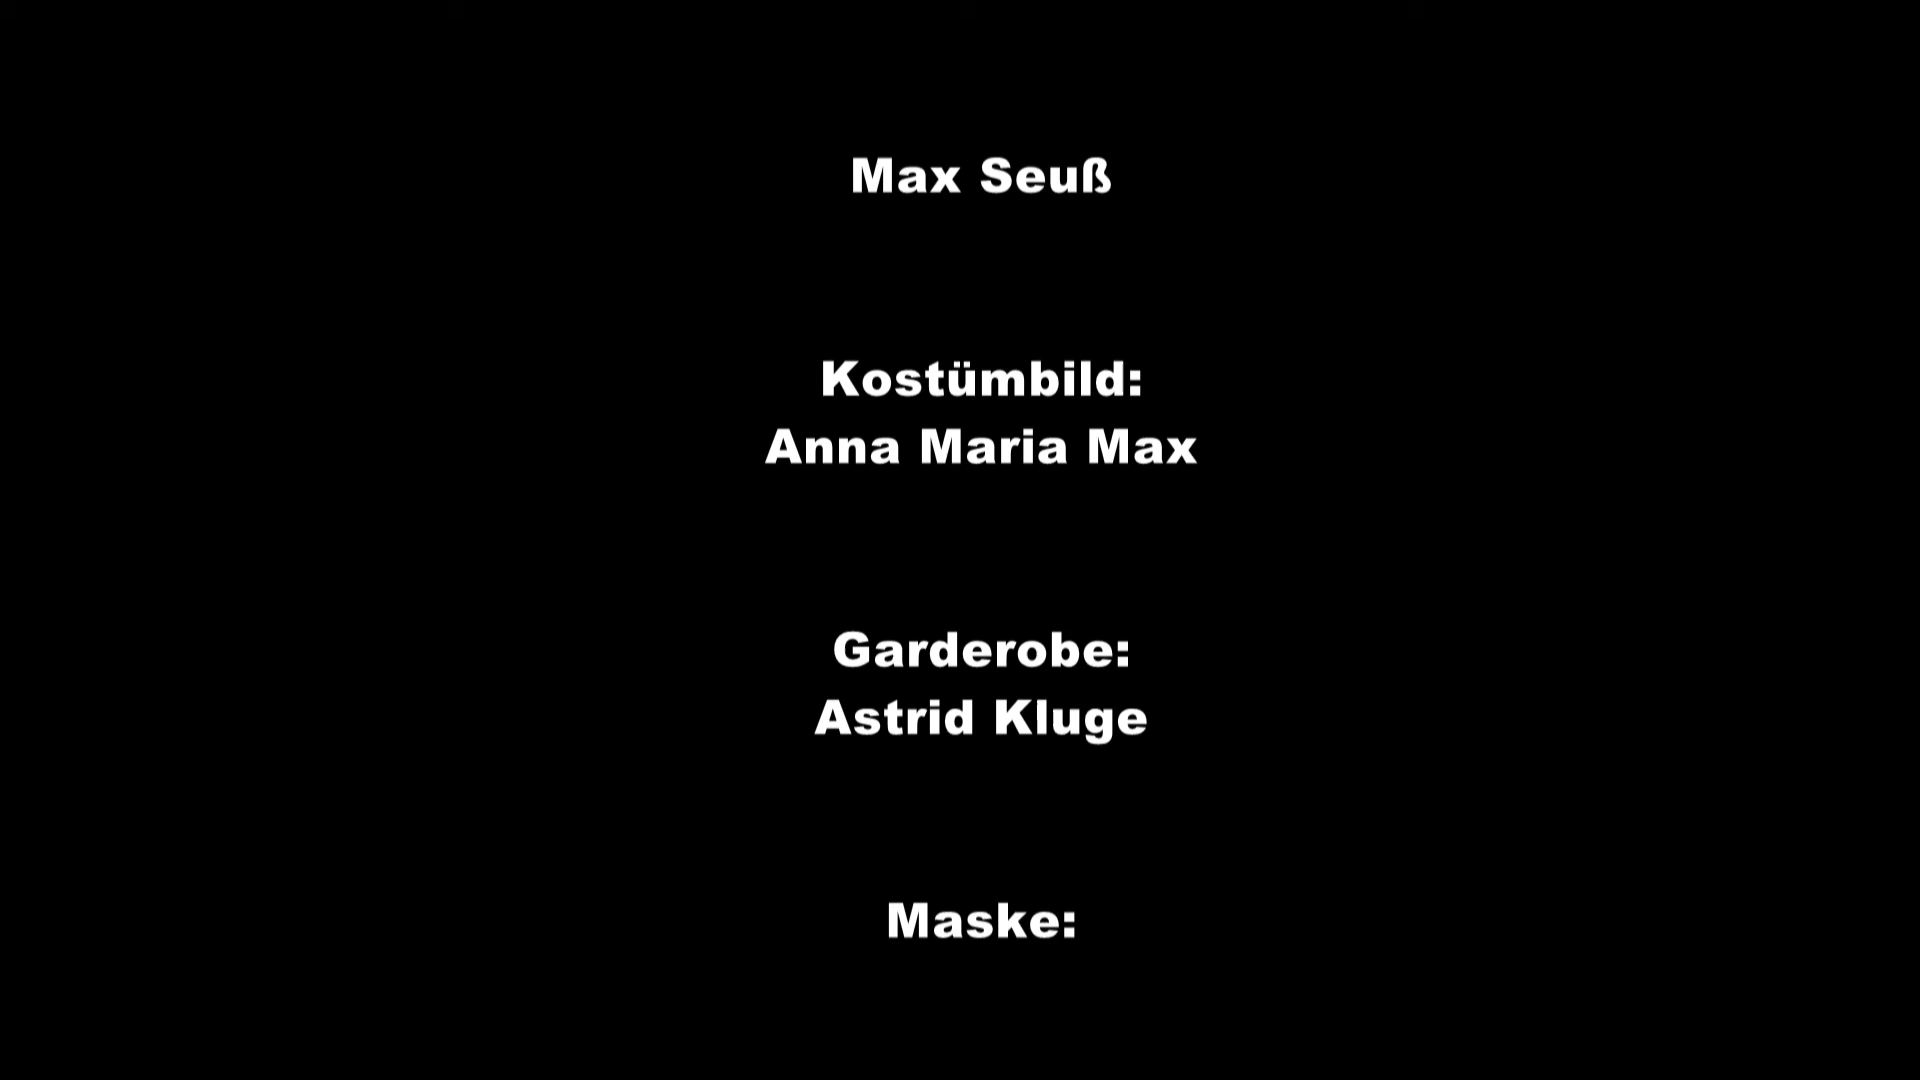 Max Seuß
Kostümbild:
Anna Maria Max
Garderobe:
Astrid Kluge
Maske: